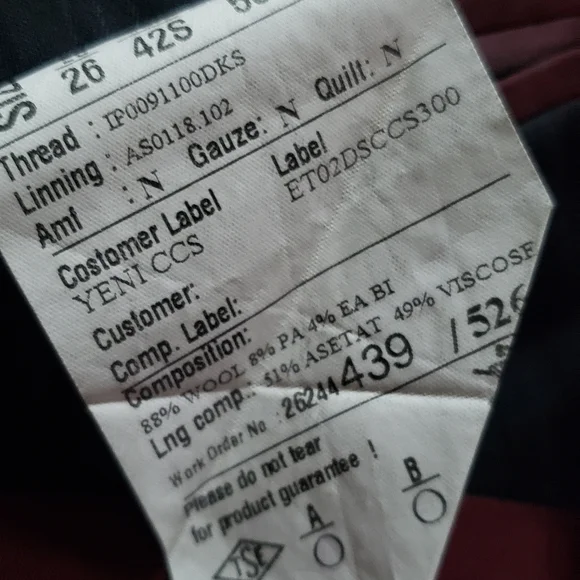 26 42S
Thread : IP0091100DKS
Linning : AS0118.102
Amf : N Gauze: N Quilt: N
Costomer Label Label
YENI CCS ET02DSCCS300
Customer:
Comp. Label:
Composition:
88% WOOL 8% PA 4% EA BI
Lng comp.: 51% ASETAT 49% VISCOSE
Work Order No : 26244439 / 526
Please do not tear
for product guarantee !
TSE A B